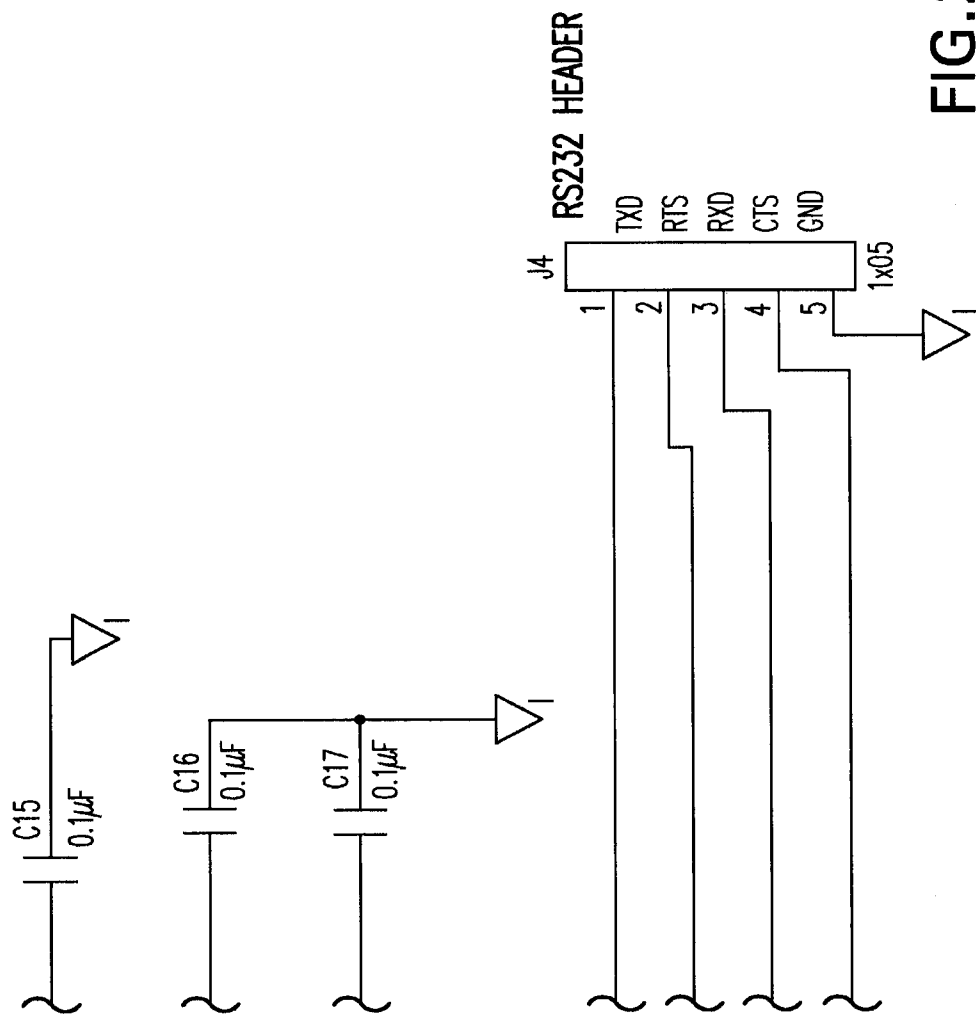 C15
0.1µF
C16
0.1µF
C17
0.1µF
RS232 HEADER
J4
1 TXD
2 RTS
3 RXD
4 CTS
5 GND
1x05
I
I
I
FIG.